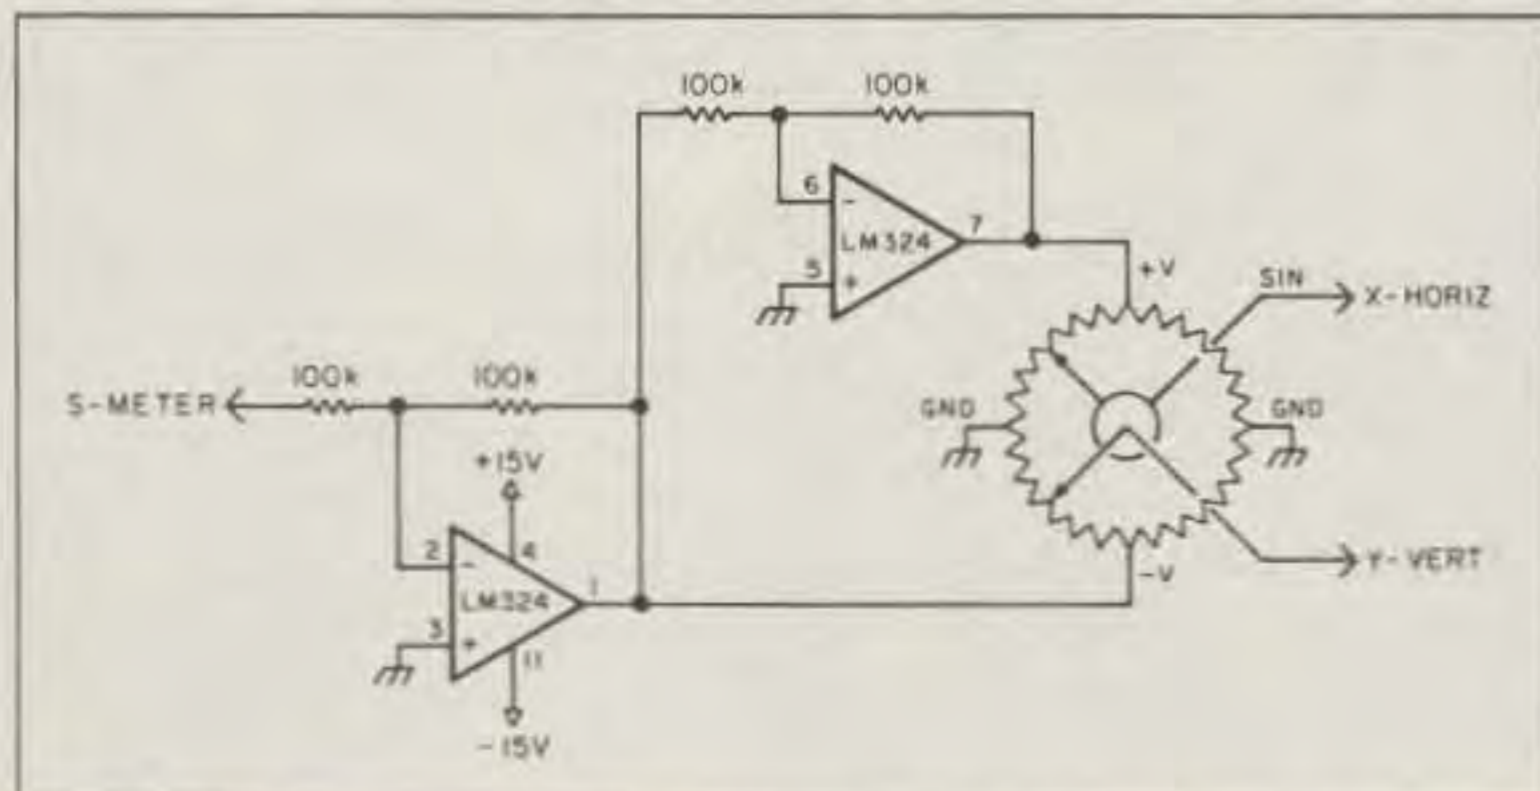 100k 100k
6
-
LM324
7
5
+
+V
SIN
X-HORIZ
S-METER
100k 100k
GND
GND
+15V
2
4
-
LM324
1
3
+
11
-V
Y-VERT
-15V